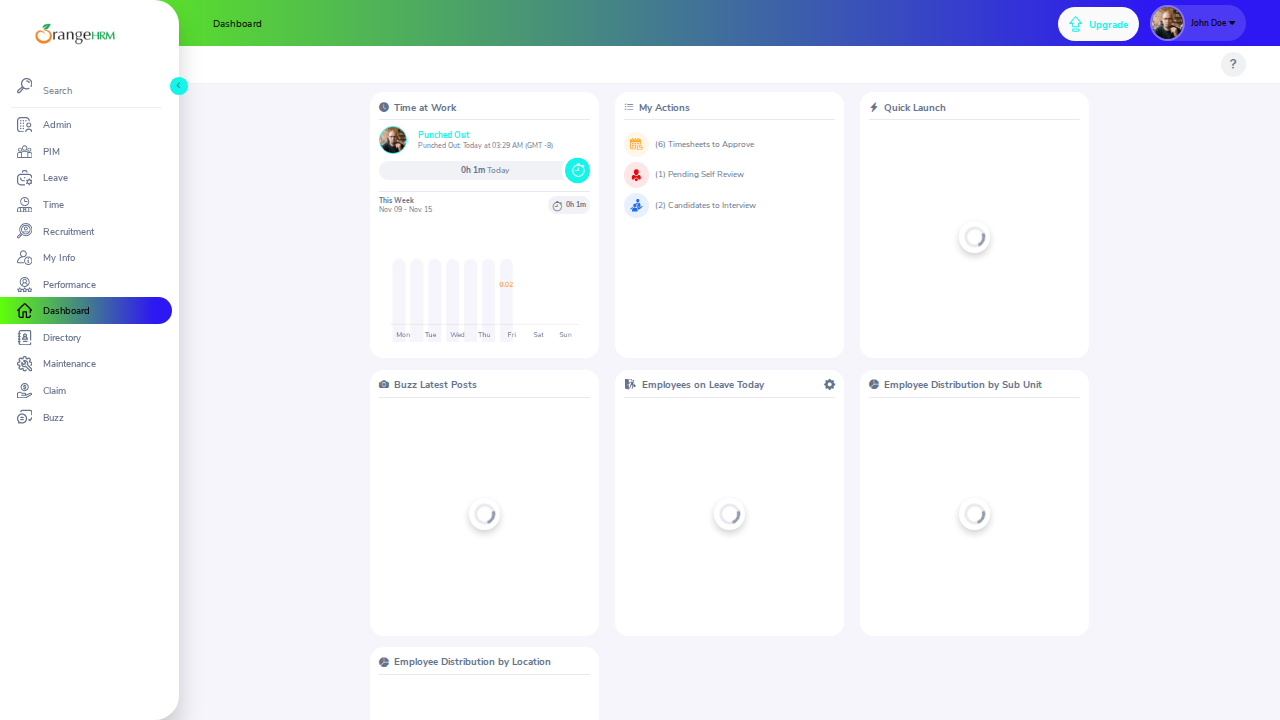 OrangeHRM
Dashboard
Upgrade
John Doe
?
Search
Admin
PIM
Leave
Time
Recruitment
My Info
Performance
Dashboard
Directory
Maintenance
Claim
Buzz
Time at Work
Punched Out
Punched Out: Today at 03:29 AM (GMT -8)
0h 1m Today
This Week
Nov 09 - Nov 15
0h 1m
0.02
Mon Tue Wed Thu Fri Sat Sun
My Actions
(6) Timesheets to Approve
(1) Pending Self Review
(2) Candidates to Interview
Quick Launch
Buzz Latest Posts
Employees on Leave Today
Employee Distribution by Sub Unit
Employee Distribution by Location